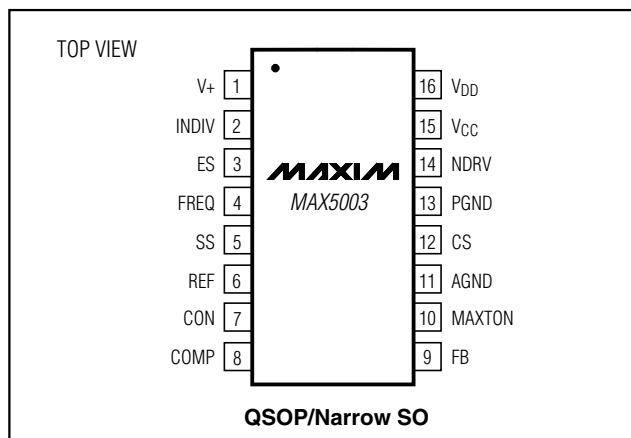 TOP VIEW
V+ 1 16 VDD
INDIV 2 15 VCC
ES 3 MAXIM 14 NDRV
FREQ 4 MAX5003 13 PGND
SS 5 12 CS
REF 6 11 AGND
CON 7 10 MAXTON
COMP 8 9 FB
QSOP/Narrow SO